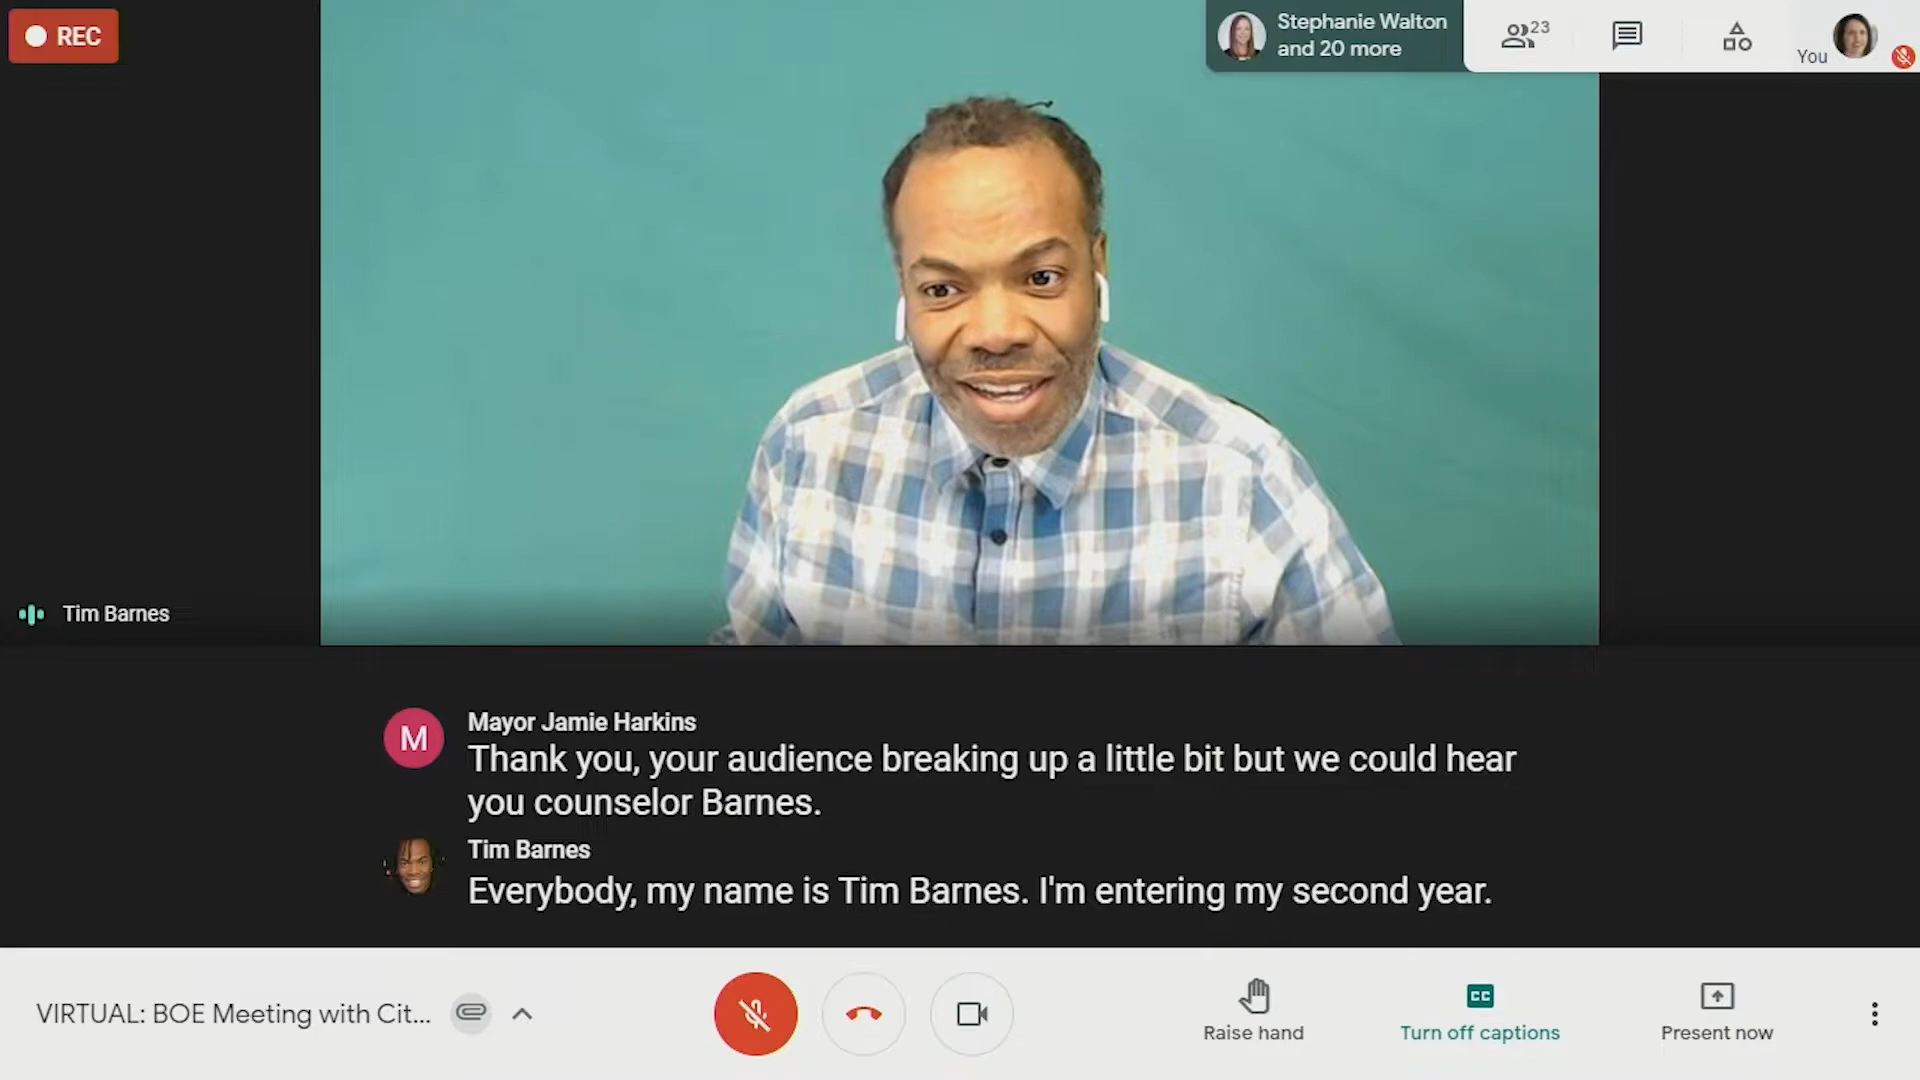 REC
Stephanie Walton
and 20 more
23
You
Tim Barnes
M
Mayor Jamie Harkins
Thank you, your audience breaking up a little bit but we could hear
you counselor Barnes.
Tim Barnes
Everybody, my name is Tim Barnes. I'm entering my second year.
VIRTUAL: BOE Meeting with Cit...
Raise hand
CC
Turn off captions
Present now